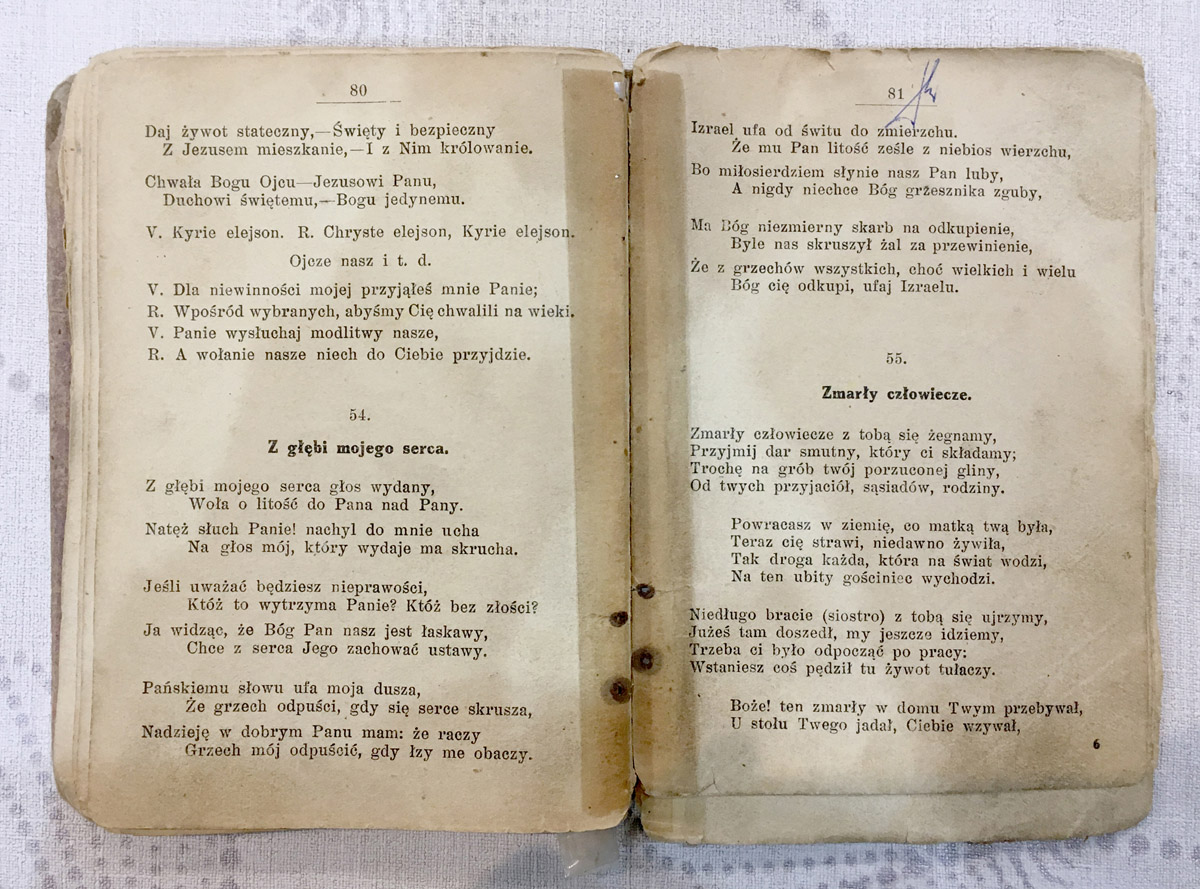 80
Daj żywot stateczny,—Święty i bezpieczny
Z Jezusem mieszkanie,—I z Nim królowanie.
Chwała Bogu Ojcu—Jezusowi Panu,
Duchowi świętemu,—Bogu jedynemu.
V. Kyrie elejson. R. Chryste elejson, Kyrie elejson.
Ojcze nasz i t. d.
V. Dla niewinności mojej przyjąłeś mnie Panie;
R. Wpośród wybranych, abyśmy Cię chwalili na wieki.
V. Panie wysłuchaj modlitwy nasze,
R. A wołanie nasze niech do Ciebie przyjdzie.
54.
Z głębi mojego serca.
Z głębi mojego serca głos wydany,
Woła o litość do Pana nad Pany.
Natęż słuch Panie! nachyl do mnie ucha
Na głos mój, który wydaje ma skrucha.
Jeśli uważać będziesz nieprawości,
Któż to wytrzyma Panie? Któż bez złości?
Ja widząc, że Bóg Pan nasz jest łaskawy,
Chce z serca Jego zachować ustawy.
Pańskiemu słowu ufa moja dusza,
Że grzech odpuści, gdy się serce skrusza,
Nadzieję w dobrym Panu mam: że raczy
Grzech mój odpuścić, gdy łzy me obaczy.
81
Izrael ufa od świtu do zmierzchu.
Że mu Pan litość ześle z niebios wierzchu,
Bo miłosierdziem słynie nasz Pan luby,
A nigdy niechce Bóg grzesznika zguby,
Ma Bóg niezmierny skarb na odkupienie,
Byle nas skruszył żal za przewinienie,
Że z grzechów wszystkich, choć wielkich i wielu
Bóg cię odkupi, ufaj Izraelu.
55.
Zmarły człowiecze.
Zmarły człowiecze z tobą się żegnamy,
Przyjmij dar smutny, który ci składamy;
Trochę na grób twój porzuconej gliny,
Od twych przyjaciół, sąsiadów, rodziny.
Powracasz w ziemię, co matką twą była,
Teraz cię strawi, niedawno żywiła,
Tak droga każda, która na świat wodzi,
Na ten ubity gościniec wychodzi.
Niedługo bracie (siostro) z tobą się ujrzymy,
Jużeś tam doszedł, my jeszcze idziemy,
Trzeba ci było odpocząć po pracy:
Wstaniesz coś pędził tu żywot tułaczy.
Boże! ten zmarły w domu Twym przebywał,
U stołu Twego jadał, Ciebie wzywał,
6